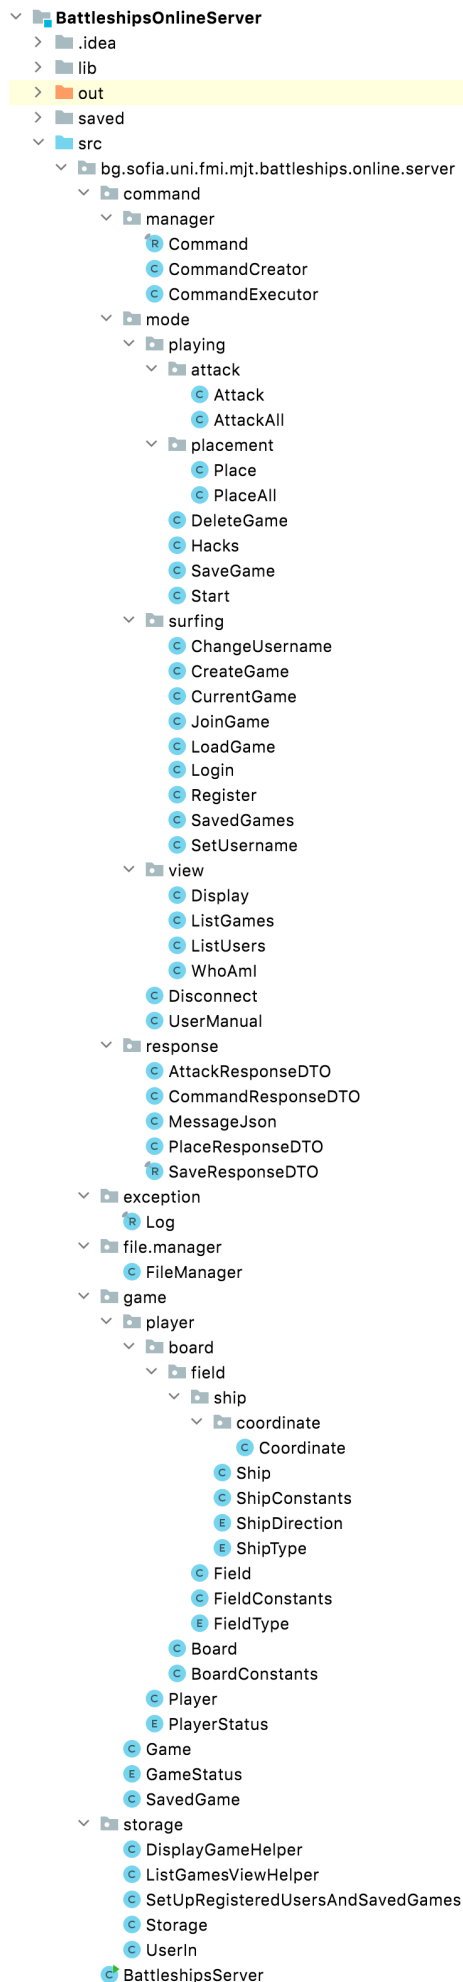 BattleshipsOnlineServer
.idea
lib
out
saved
src
bg.sofia.uni.fmi.mjt.battleships.online.server
command
manager
R Command
C CommandCreator
C CommandExecutor
mode
playing
attack
C Attack
C AttackAll
placement
C Place
C PlaceAll
C DeleteGame
C Hacks
C SaveGame
C Start
surfing
C ChangeUsername
C CreateGame
C CurrentGame
C JoinGame
C LoadGame
C Login
C Register
C SavedGames
C SetUsername
view
C Display
C ListGames
C ListUsers
C WhoAmI
C Disconnect
C UserManual
response
C AttackResponseDTO
C CommandResponseDTO
C MessageJson
C PlaceResponseDTO
R SaveResponseDTO
exception
R Log
file.manager
C FileManager
game
player
board
field
ship
coordinate
C Coordinate
C Ship
C ShipConstants
E ShipDirection
E ShipType
C Field
C FieldConstants
E FieldType
C Board
C BoardConstants
C Player
E PlayerStatus
C Game
E GameStatus
C SavedGame
storage
C DisplayGameHelper
C ListGamesViewHelper
C SetUpRegisteredUsersAndSavedGames
C Storage
C UserIn
C BattleshipsServer